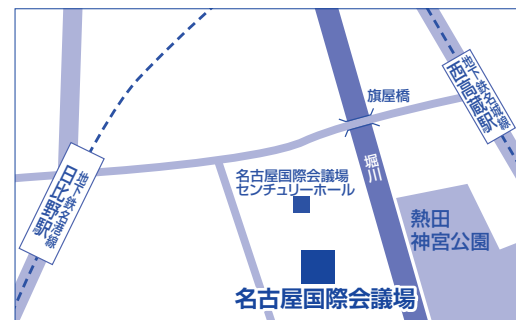 地下鉄名城線
西高蔵駅
旗屋橋
堀川
地下鉄名港線
日比野駅
名古屋国際会議場
センチュリーホール
熱田
神宮公園
名古屋国際会議場